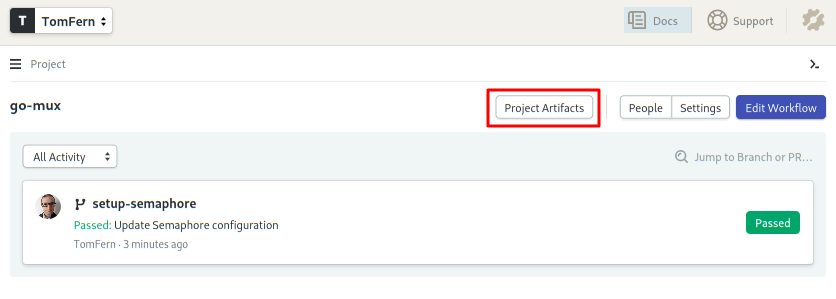 T TomFern Docs Support
Project
go-mux Project Artifacts People Settings Edit Workflow
All Activity Jump to Branch or PR...
setup-semaphore
Passed: Update Semaphore configuration Passed
TomFern · 3 minutes ago